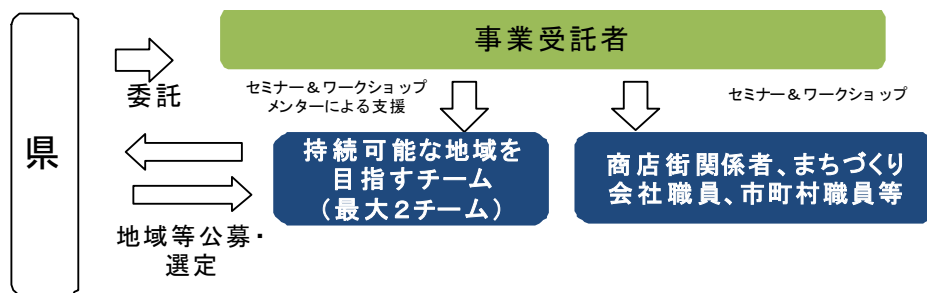 県
委託
事業受託者
セミナー＆ワークショップ
メンターによる支援
セミナー＆ワークショップ
持続可能な地域を
目指すチーム
（最大２チーム）
商店街関係者、まちづくり
会社職員、市町村職員等
地域等公募・
選定